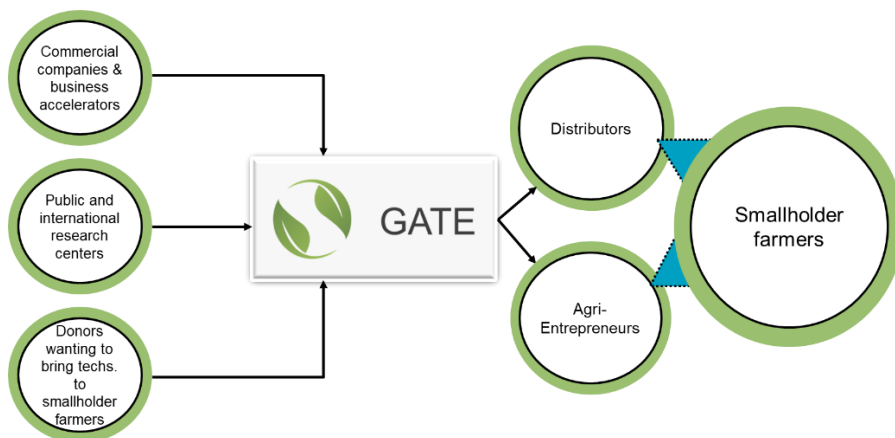 Commercial
companies &
business
accelerators
Public and
international
research
centers
Donors
wanting to
bring techs.
to
smallholder
farmers
GATE
Distributors
Agri-
Entrepreneurs
Smallholder
farmers